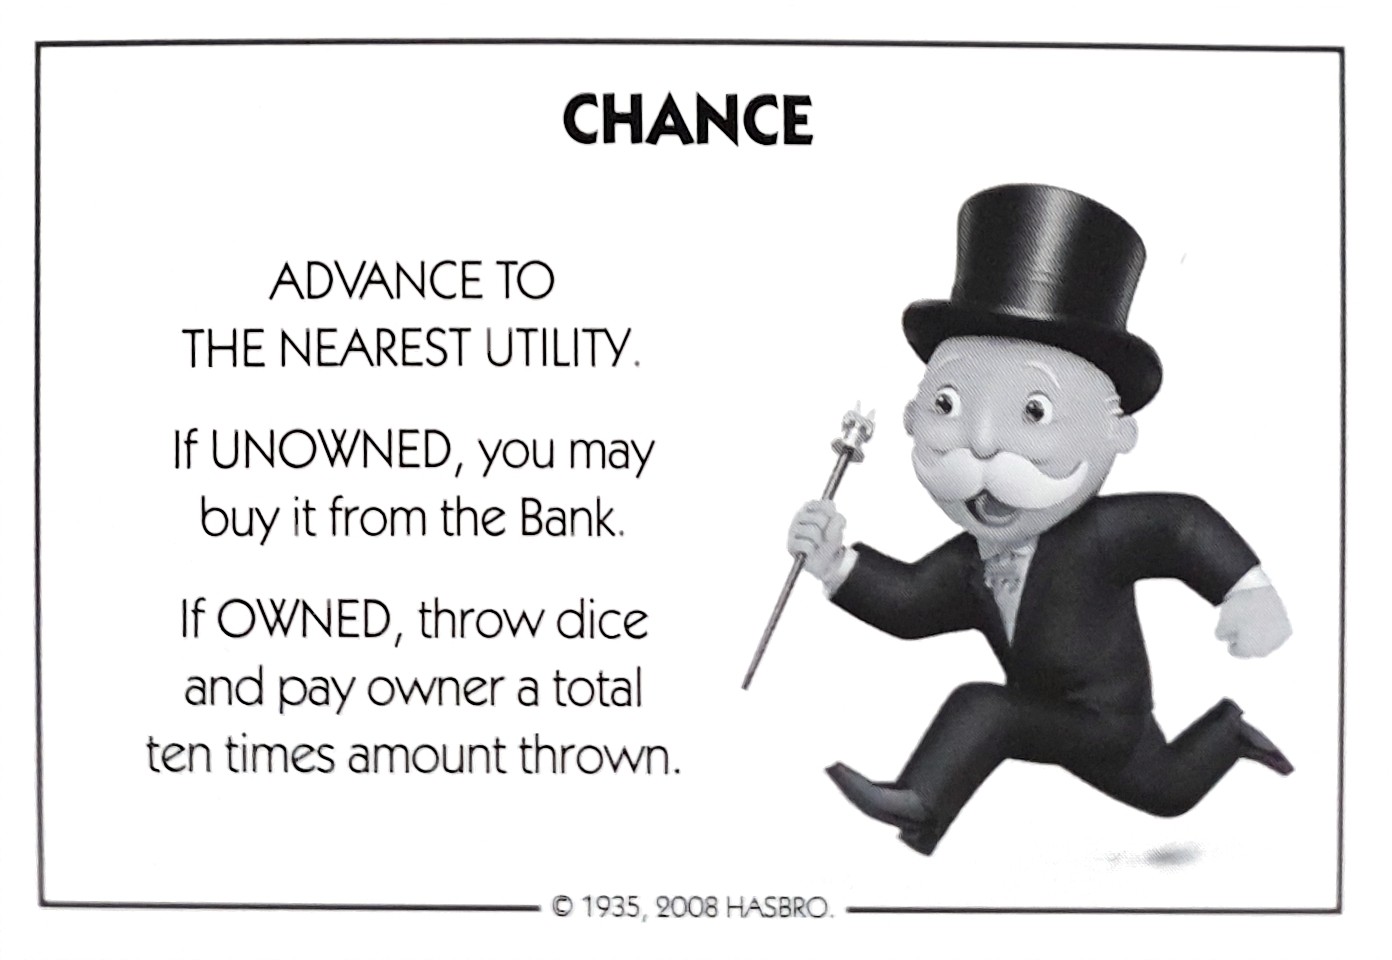 CHANCE
ADVANCE TO
THE NEAREST UTILITY.
If UNOWNED, you may
buy it from the Bank.
If OWNED, throw dice
and pay owner a total
ten times amount thrown.
© 1935, 2008 HASBRO.